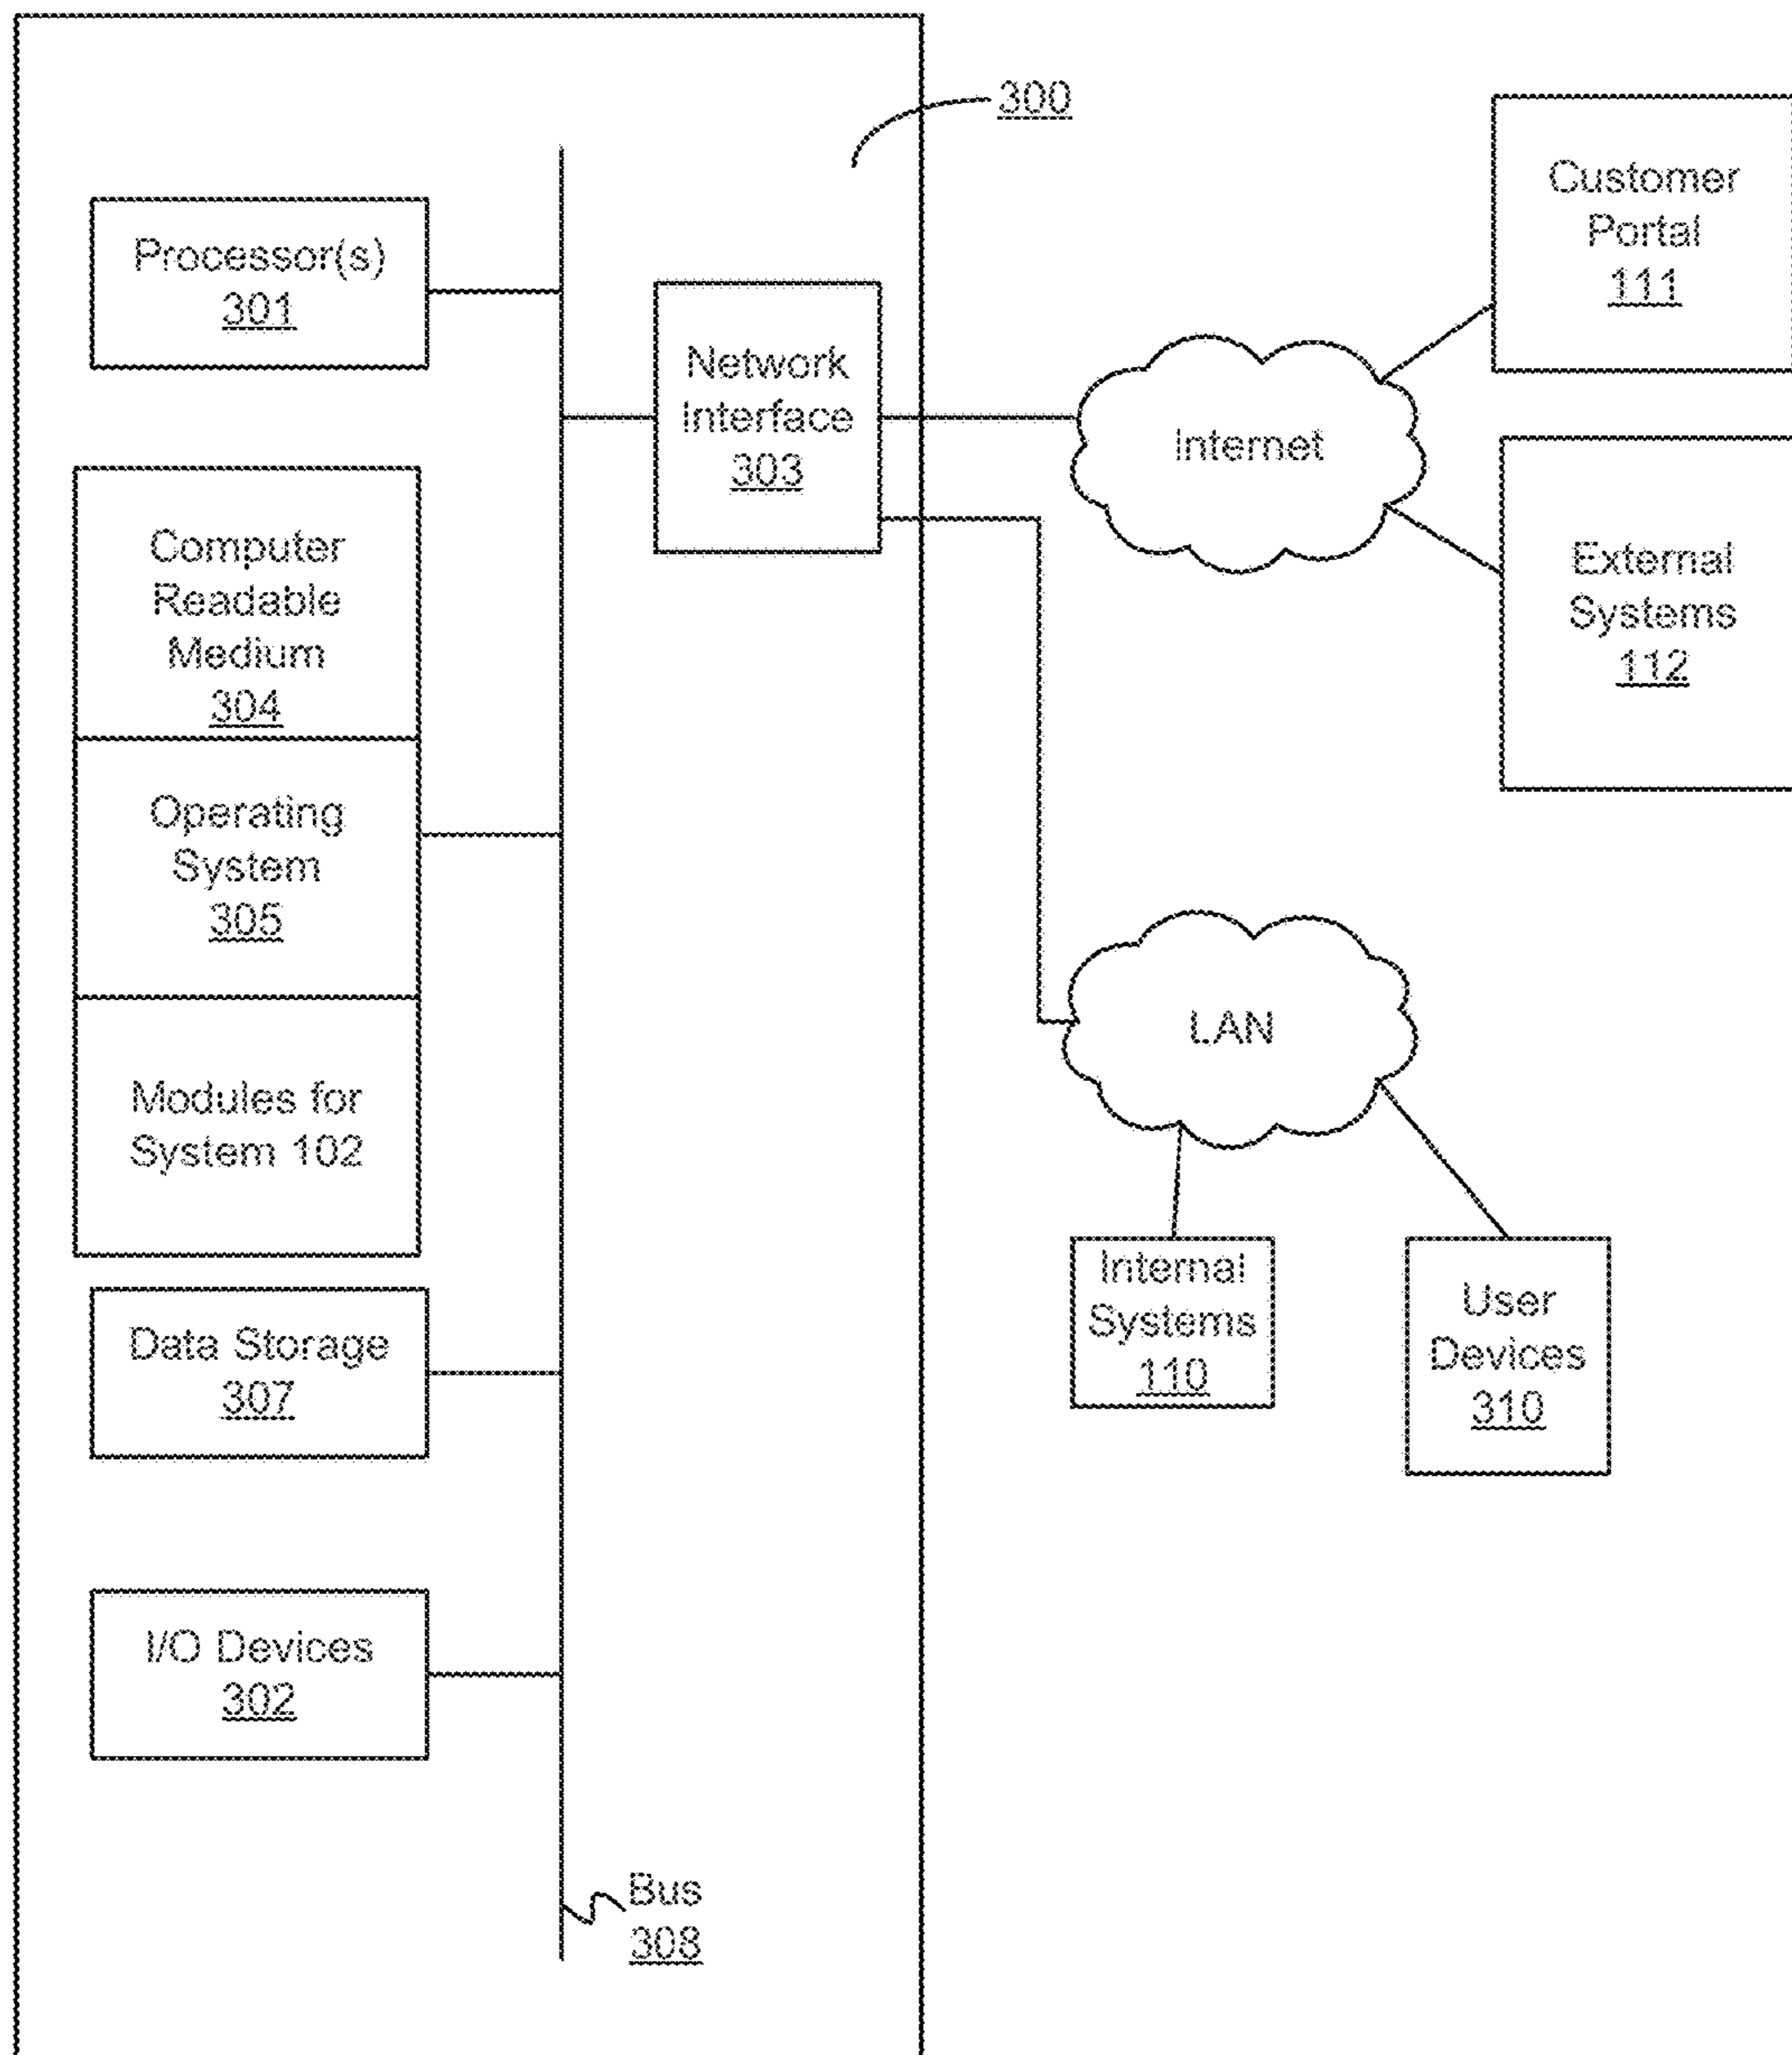 300
Processor(s)
301
Network
Interface
303
Computer
Readable
Medium
304
Operating
System
305
Modules for
System 102
Data Storage
307
I/O Devices
302
Bus
308
Internet
Customer
Portal
111
External
Systems
112
LAN
Internal
Systems
110
User
Devices
310